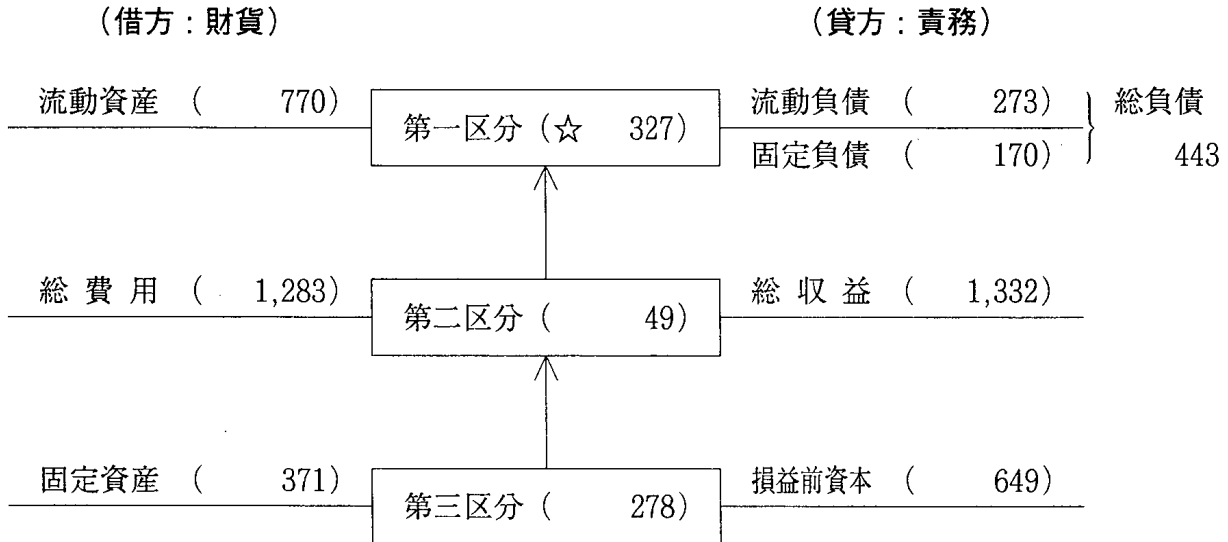 (借方：財貨) (貸方：責務)
流動資産 ( 770) 第一区分 (☆ 327) 流動負債 ( 273) 総負債
固定負債 ( 170) 443
総費用 ( 1,283) 第二区分 ( 49) 総収益 ( 1,332)
固定資産 ( 371) 第三区分 ( 278) 損益前資本 ( 649)